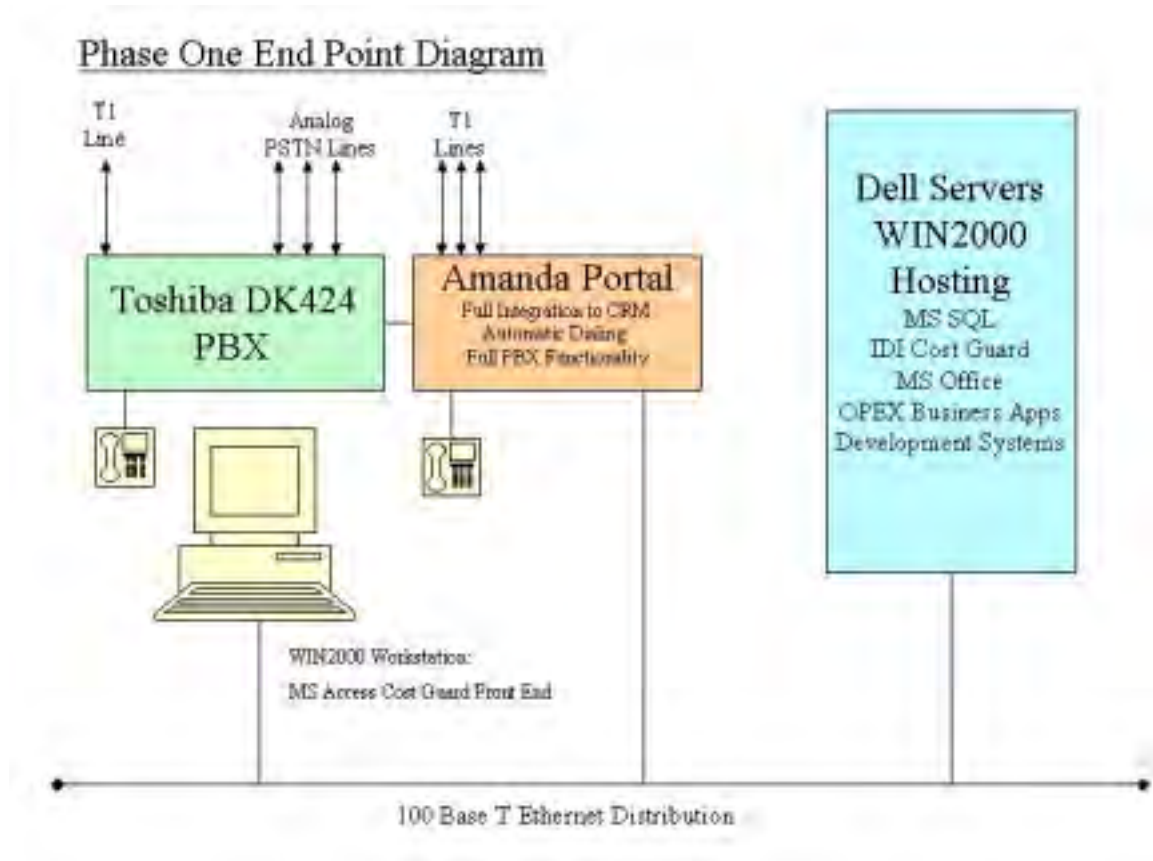 Phase One End Point Diagram
T1
Line
Analog
PSTN Lines
T1
Lines
Toshiba DK424
PBX
Amanda Portal
Full Integration to CRM
Automatic Dialing
Full PBX Functionality
Dell Servers
WIN2000
Hosting
MS SQL
IDI Cost Guard
MS Office
OPEX Business Apps
Development Systems
WIN2000 Workstation:
MS Access Cost Guard Front End
100 Base T Ethernet Distribution